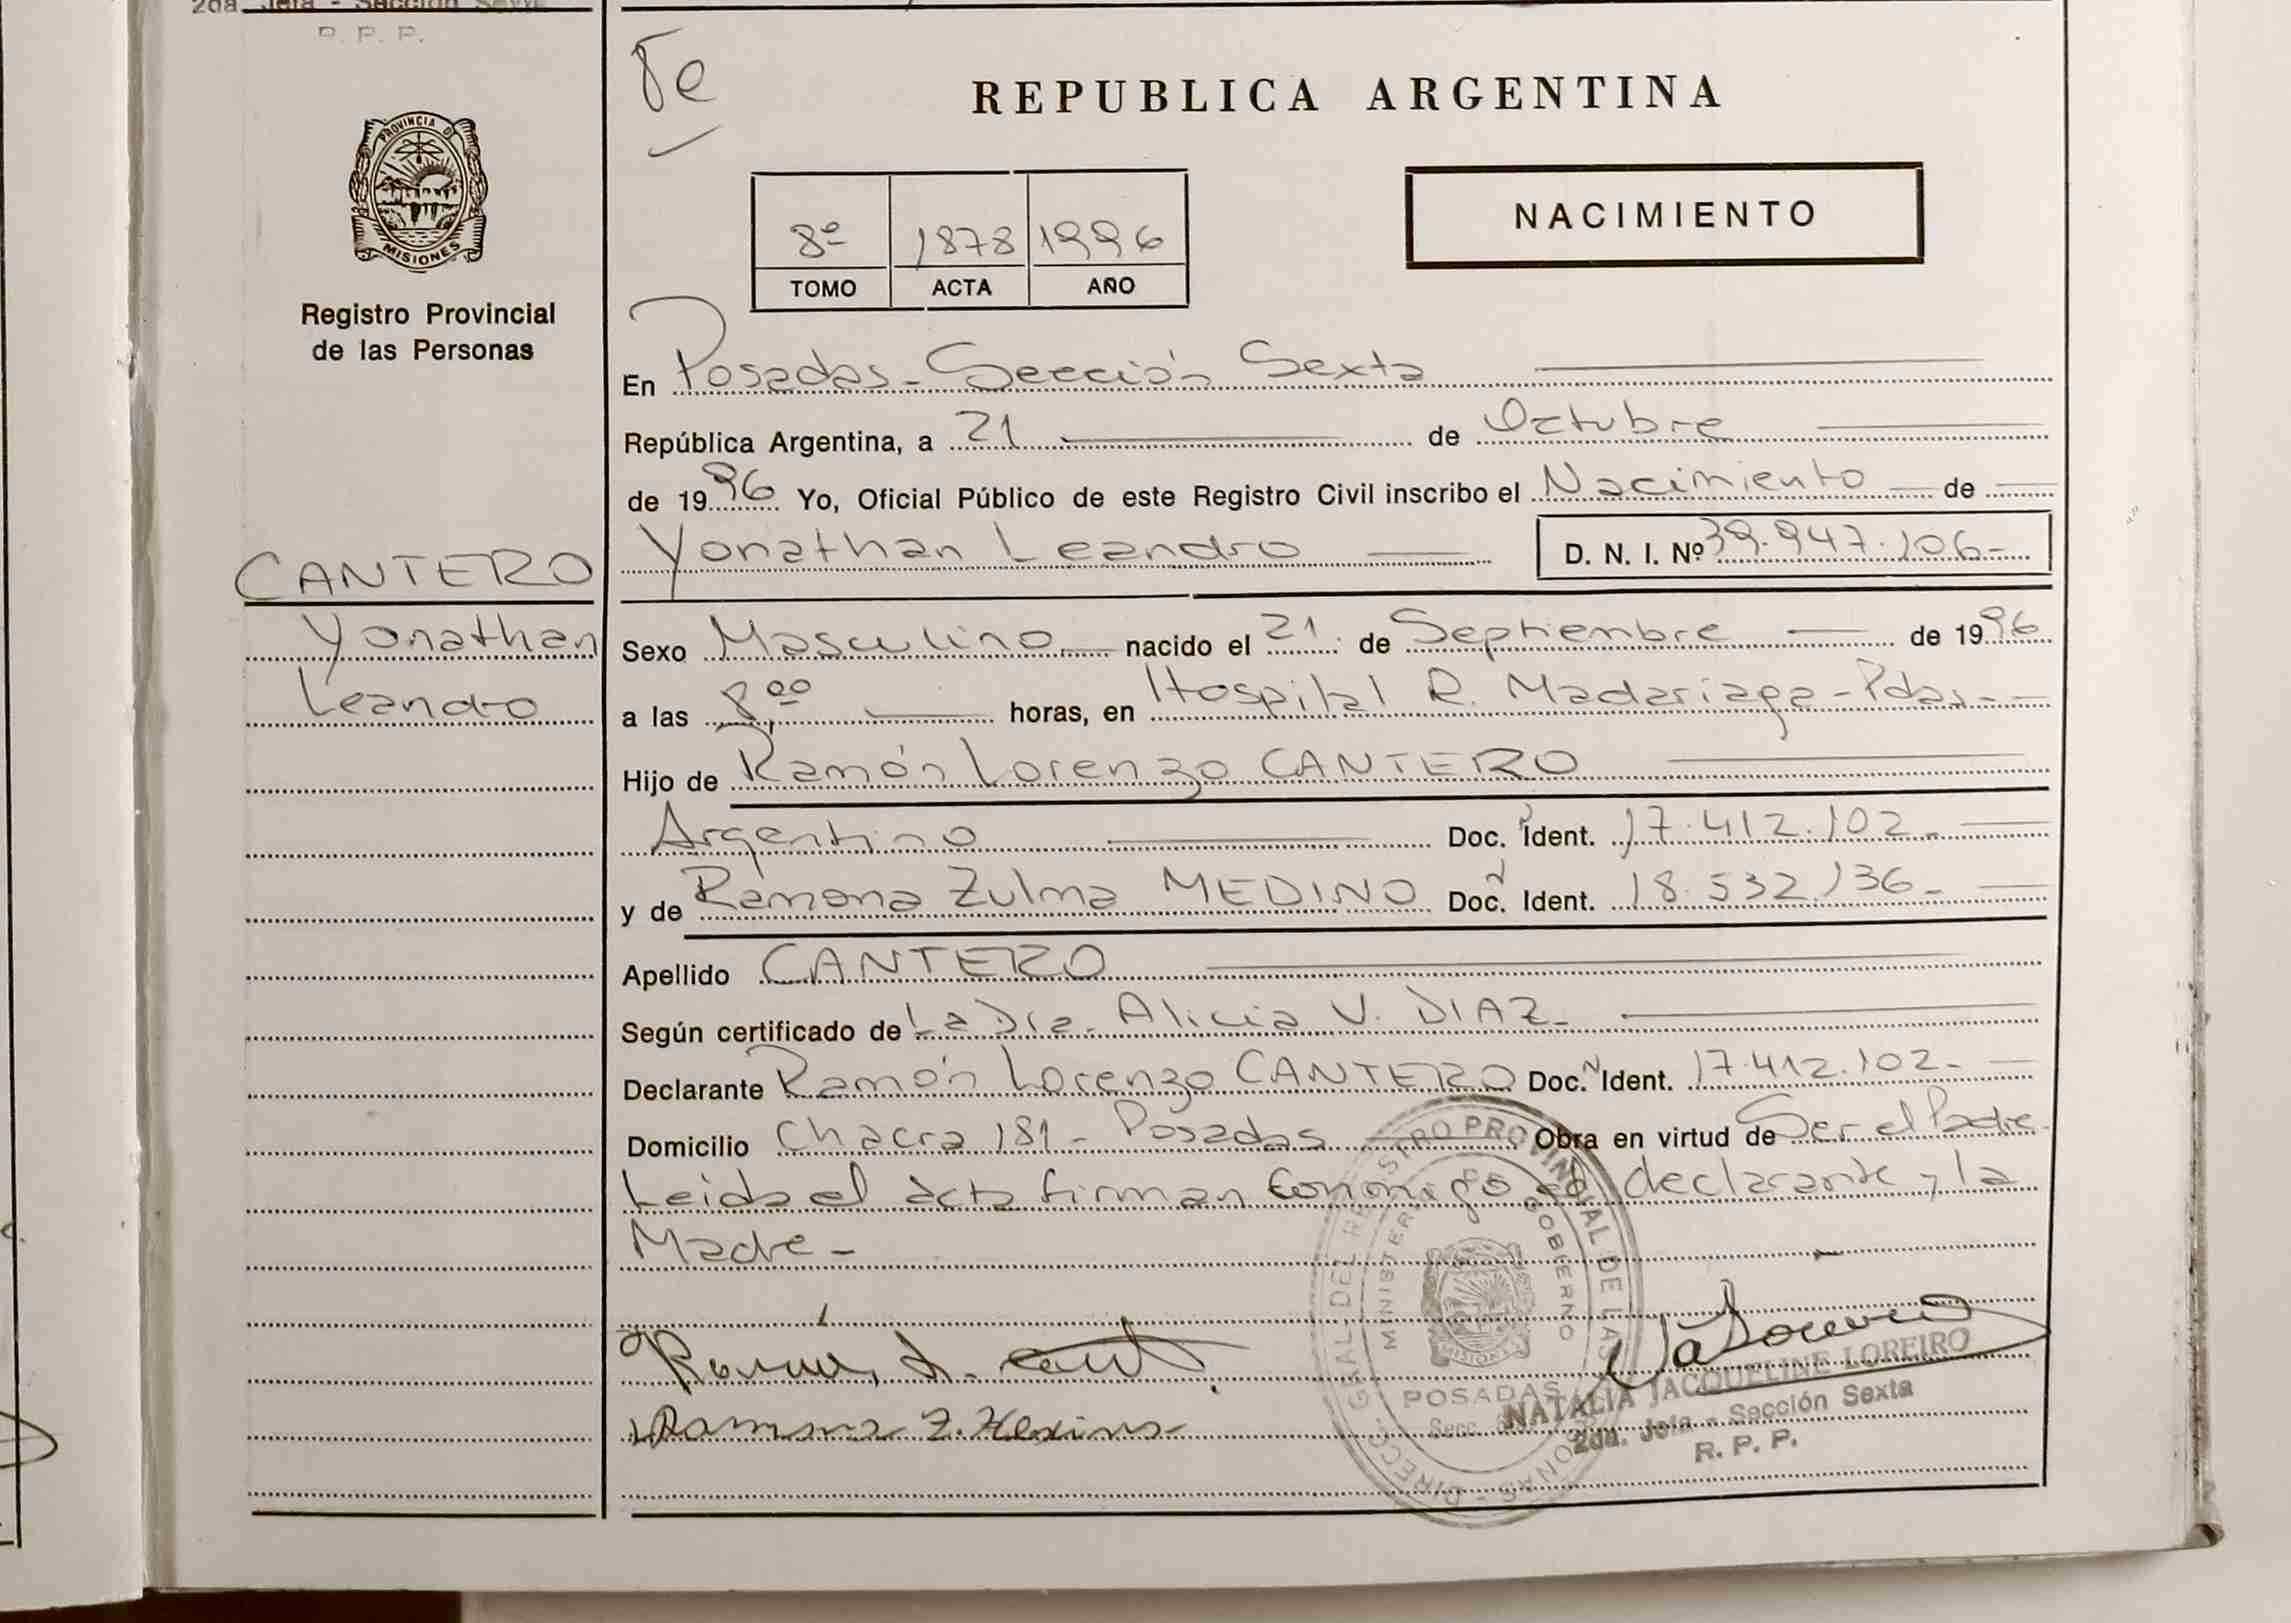 2da. Jefa - Sección Sexta
R. P. P.
PROVINCIA DE
MISIONES
Registro Provincial
de las Personas
CANTERO
Yonathan
Leandro
REPUBLICA ARGENTINA
8º 1878 1996
TOMO ACTA AÑO
NACIMIENTO
En Posadas - Sección Sexta
República Argentina, a 21 de Octubre
de 1996 Yo, Oficial Público de este Registro Civil inscribo el Nacimiento de
Yonathan Leandro D. N. I. Nº 39.947.106-
Sexo Masculino nacido el 21 de Septiembre de 1996
a las 8,00 horas, en Hospital R. Madariaga - Pdas -
Hijo de Ramón Lorenzo CANTERO
Argentino Doc. Ident. 17.412.102.-
y de Ramona Zulma MEDINO Doc. Ident. 18.532.136-
Apellido CANTERO
Según certificado de La Dra. Alicia V. DIAZ-
Declarante Ramón Lorenzo CANTERO Doc. Ident. 17.412.102.-
Domicilio Chacra 181 - Posadas Obra en virtud de Ser el Padre-
Leida el acta firman conmigo el declarante y la
Madre -
Ramona Z. Medino
DIRECC. GRAL. DEL REGISTRO PROVINCIAL DE LAS PERSONAS
MINISTERIO DE GOBIERNO
MISIONES
POSADAS
NATALIA JACQUELINE LOREIRO
2da. Jefa - Sección Sexta
R. P. P.